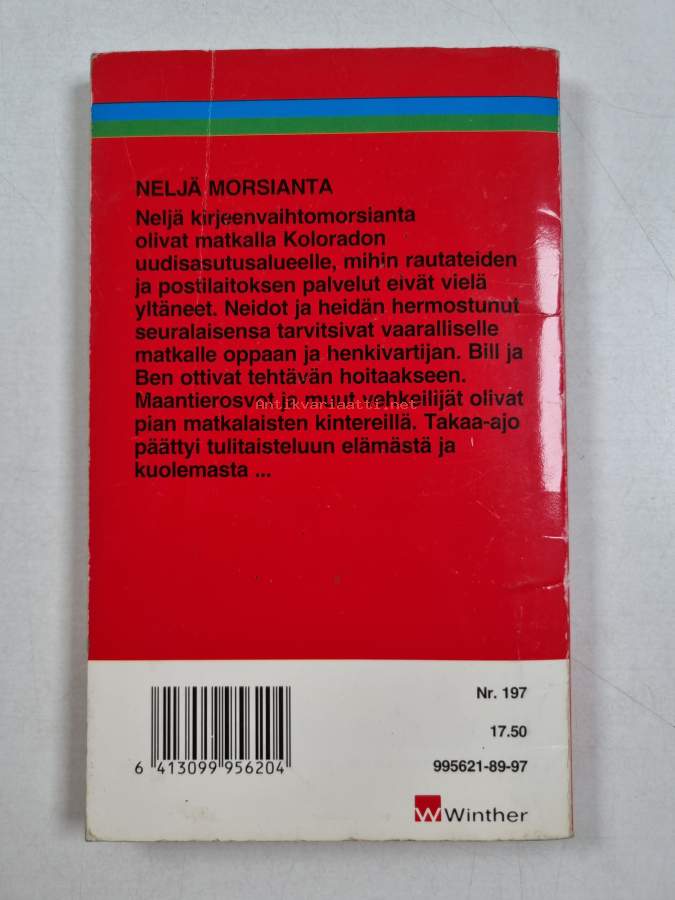 NELJÄ MORSIANTA
Neljä kirjeenvaihtomorsianta
olivat matkalla Koloradon
uudisasutusalueelle, mihin rautateiden
ja postilaitoksen palvelut eivät vielä
yltäneet. Neidot ja heidän hermostunut
seuralaisensa tarvitsivat vaaralliselle
matkalle oppaan ja henkivartijan. Bill ja
Ben ottivat tehtävän hoitaakseen.
Maantierosvot ja muut vehkeilijät olivat
Antikvariaatti.net
pian matkalaisten kintereillä. Takaa-ajo
päättyi tulitaisteluun elämästä ja
kuolemasta ...
Nr. 197
17.50
995621-89-97
6 413099 956204
W Winther